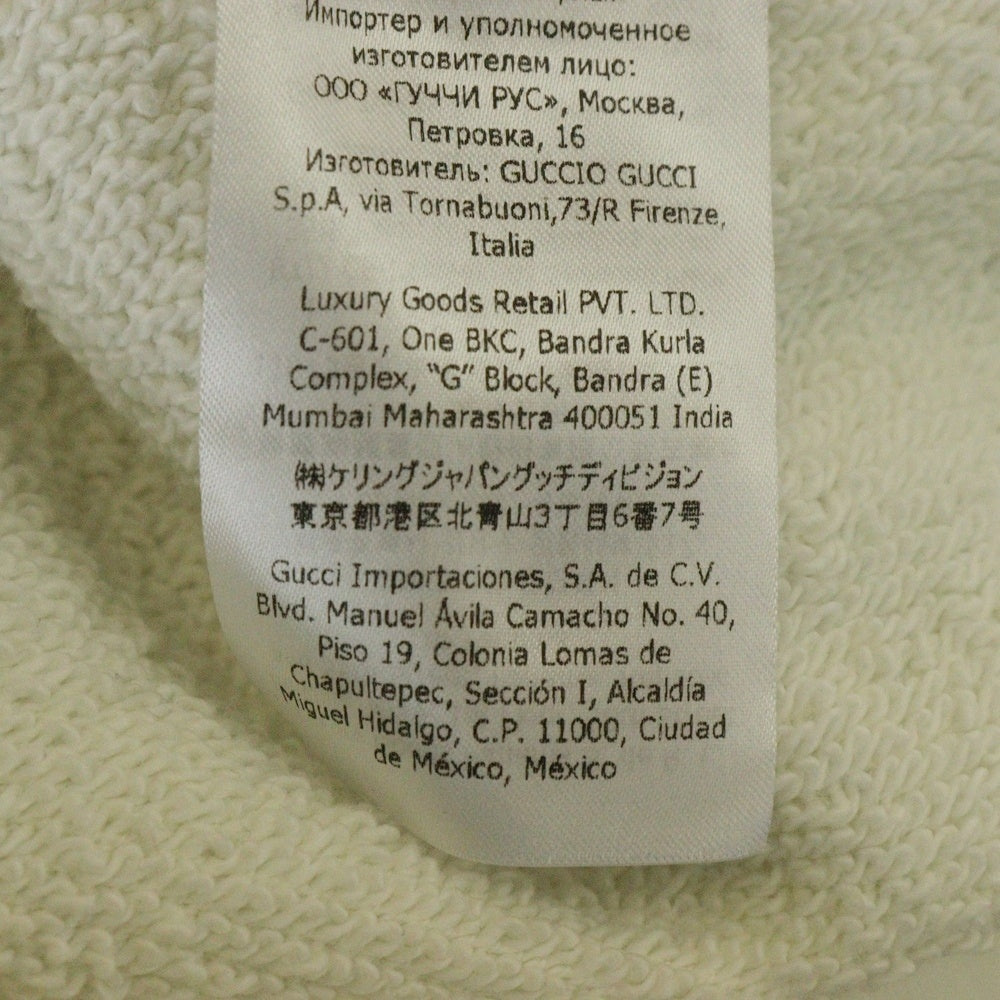 Импортер и уполномоченное
изготовителем лицо:
ООО «ГУЧЧИ РУС», Москва,
Петровка, 16
Изготовитель: GUCCIO GUCCI
S.p.A, via Tornabuoni,73/R Firenze,
Italia
Luxury Goods Retail PVT. LTD.
C-601, One BKC, Bandra Kurla
Complex, “G” Block, Bandra (E)
Mumbai Maharashtra 400051 India
㈱ケリングジャパングッチディビジョン
東京都港区北青山3丁目6番7号
Gucci Importaciones, S.A. de C.V.
Blvd. Manuel Ávila Camacho No. 40,
Piso 19, Colonia Lomas de
Chapultepec, Sección I, Alcaldía
Miguel Hidalgo, C.P. 11000, Ciudad
de México, México